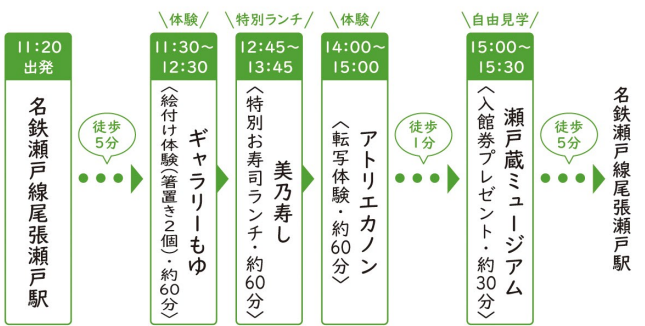 11:20
出発
名鉄瀬戸線尾張瀬戸駅
徒歩
5分
体験
11:30～
12:30
ギャラリーもゆ
〈絵付け体験(箸置き2個)・約60分〉
特別ランチ
12:45～
13:45
美乃寿し
〈特別お寿司ランチ・約60分〉
体験
14:00～
15:00
アトリエカノン
〈転写体験・約60分〉
徒歩
1分
自由見学
15:00～
15:30
瀬戸蔵ミュージアム
〈入館券プレゼント・約30分〉
徒歩
5分
名鉄瀬戸線尾張瀬戸駅